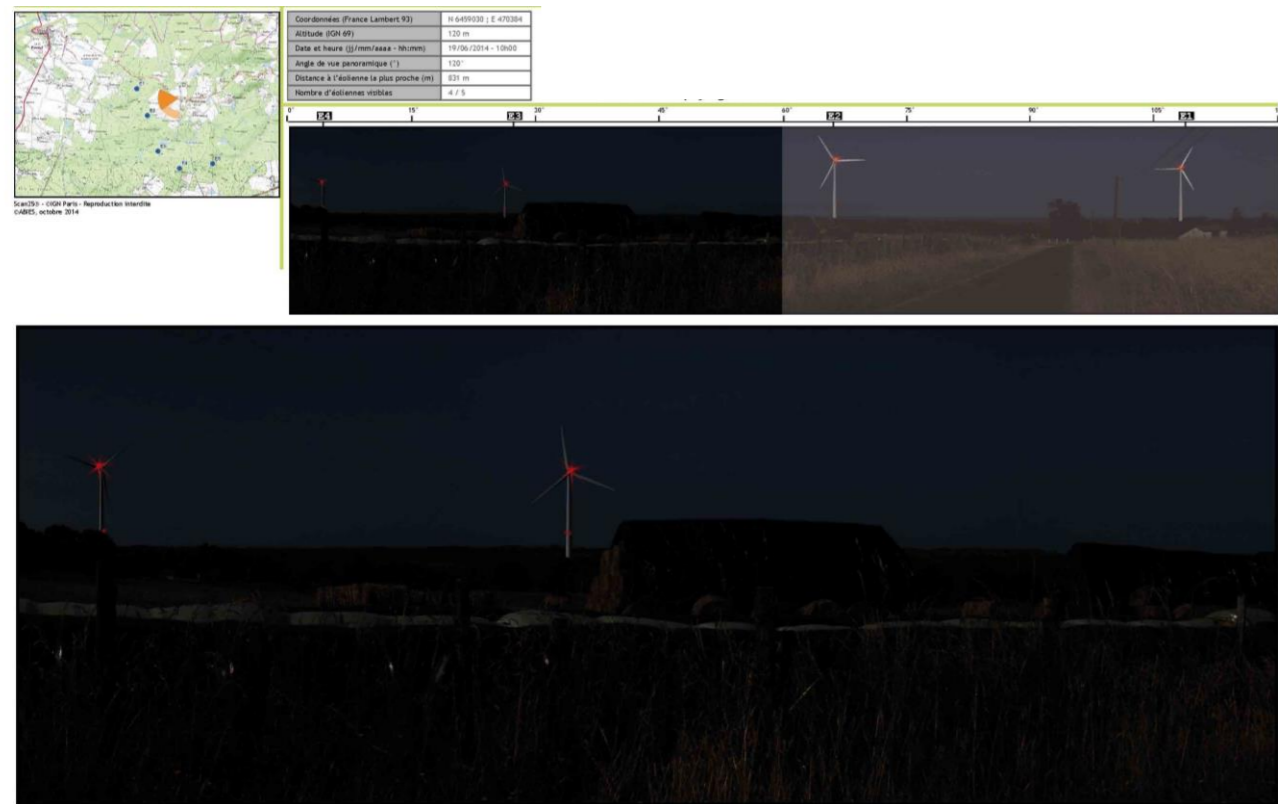 Coordonnées (France Lambert 93) N 6459030 ; E 470384
Altitude (IGN 69) 120 m
Date et heure (jj/mm/aaaa - hh:mm) 19/06/2014 - 10h00
Angle de vue panoramique (°) 120°
Distance à l'éolienne la plus proche (m) 831 m
Nombre d'éoliennes visibles 4 / 5
0° 15° 30° 45° 60° 75° 90° 105°
E4 E3 E2 E1
Scan25® - ©IGN Paris - Reproduction interdite
©ABIES, octobre 2014